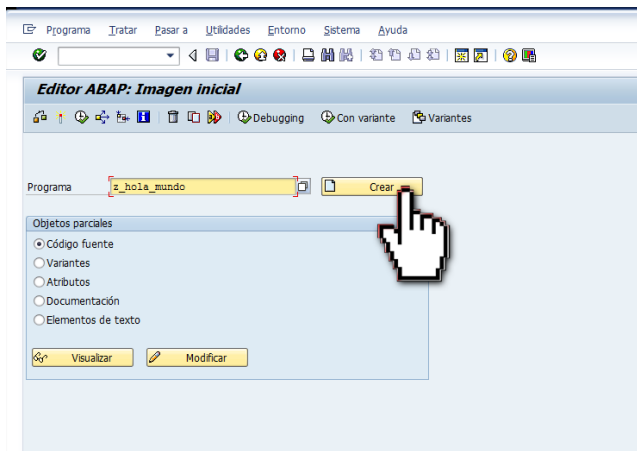 Programa Tratar Pasar a Utilidades Entorno Sistema Ayuda
Editor ABAP: Imagen inicial
Debugging Con variante Variantes
Programa z_hola_mundo Crear
Objetos parciales
Código fuente
Variantes
Atributos
Documentación
Elementos de texto
Visualizar Modificar